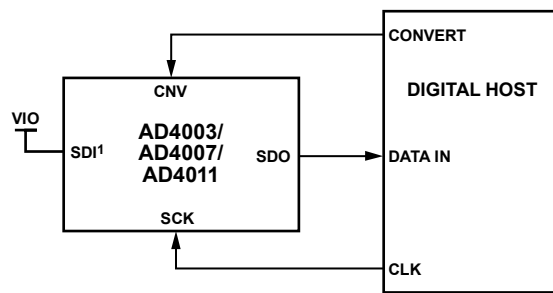 CONVERT
CNV
DIGITAL HOST
VIO
AD4003/
SDI¹
AD4007/
SDO
DATA IN
AD4011
SCK
CLK